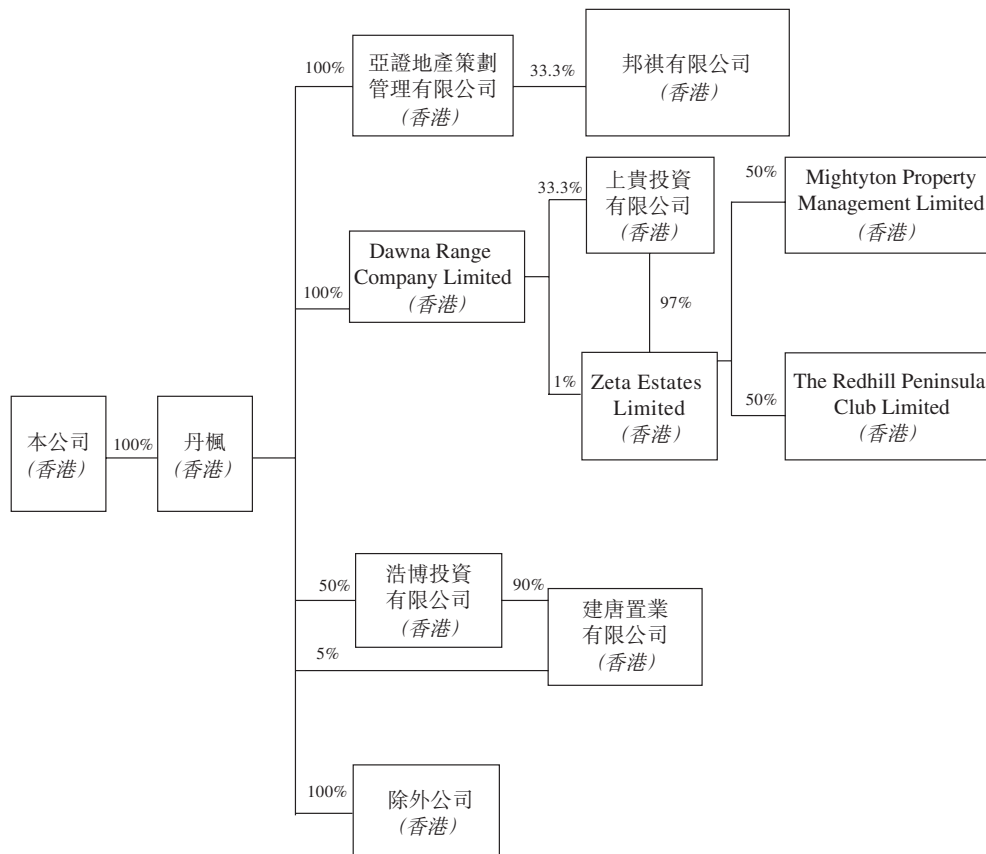 100%
亞證地產策劃
管理有限公司
(香港)
33.3%
邦祺有限公司
(香港)
100%
Dawna Range
Company Limited
(香港)
33.3%
上貴投資
有限公司
(香港)
97%
1%
Zeta Estates
Limited
(香港)
50%
Mightyton Property
Management Limited
(香港)
50%
The Redhill Peninsula
Club Limited
(香港)
本公司
(香港)
100%
丹楓
(香港)
50%
浩博投資
有限公司
(香港)
90%
建唐置業
有限公司
(香港)
5%
100%
除外公司
(香港)